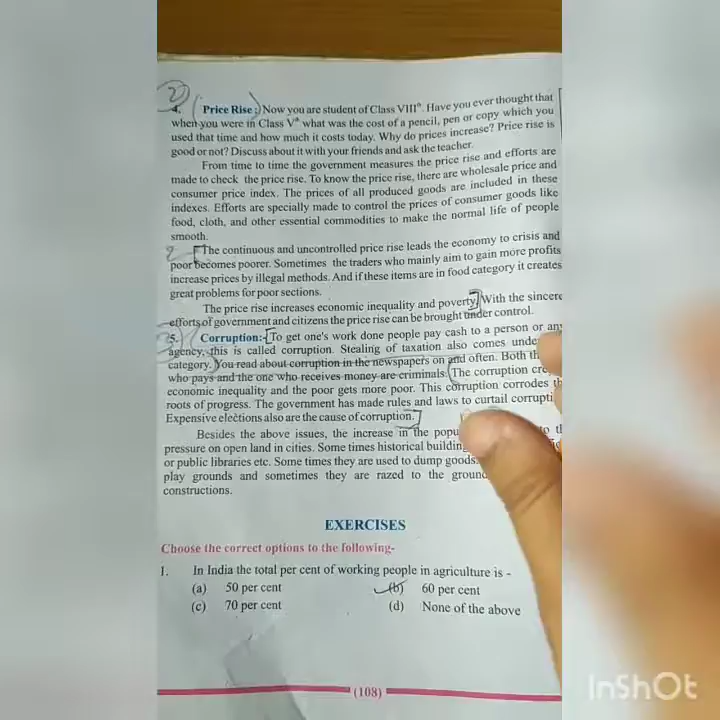 2
4. Price Rise : Now you are student of Class VIIIth. Have you ever thought that
when you were in Class Vth what was the cost of a pencil, pen or copy which you
used that time and how much it costs today. Why do prices increase? Price rise is
good or not? Discuss about it with your friends and ask the teacher.
From time to time the government measures the price rise and efforts are
made to check the price rise. To know the price rise, there are wholesale price and
consumer price index. The prices of all produced goods are included in these
indexes. Efforts are specially made to control the prices of consumer goods like
food, cloth, and other essential commodities to make the normal life of people
smooth.
The continuous and uncontrolled price rise leads the economy to crisis and
poor becomes poorer. Sometimes the traders who mainly aim to gain more profits
increase prices by illegal methods. And if these items are in food category it creates
great problems for poor sections.
The price rise increases economic inequality and poverty. With the sincere
efforts of government and citizens the price rise can be brought under control.
5. Corruption:- To get one's work done people pay cash to a person or any
agency, this is called corruption. Stealing of taxation also comes under
category. You read about corruption in the newspapers on and often. Both
who pays and the one who receives money are criminals. The corruption
economic inequality and the poor gets more poor. This corruption corrodes
roots of progress. The government has made rules and laws to curtail
Expensive elections also are the cause of corruption.
Besides the above issues, the increase in the to
pressure on open land in cities. Some times historical
or public libraries etc. Some times they are used to dump goods.
play grounds and sometimes they are razed to the ground
constructions.
EXERCISES
Choose the correct options to the following-
1. In India the total per cent of working people in agriculture is -
(a) 50 per cent (b) 60 per cent
(c) 70 per cent (d) None of the above
(108)
InShOt